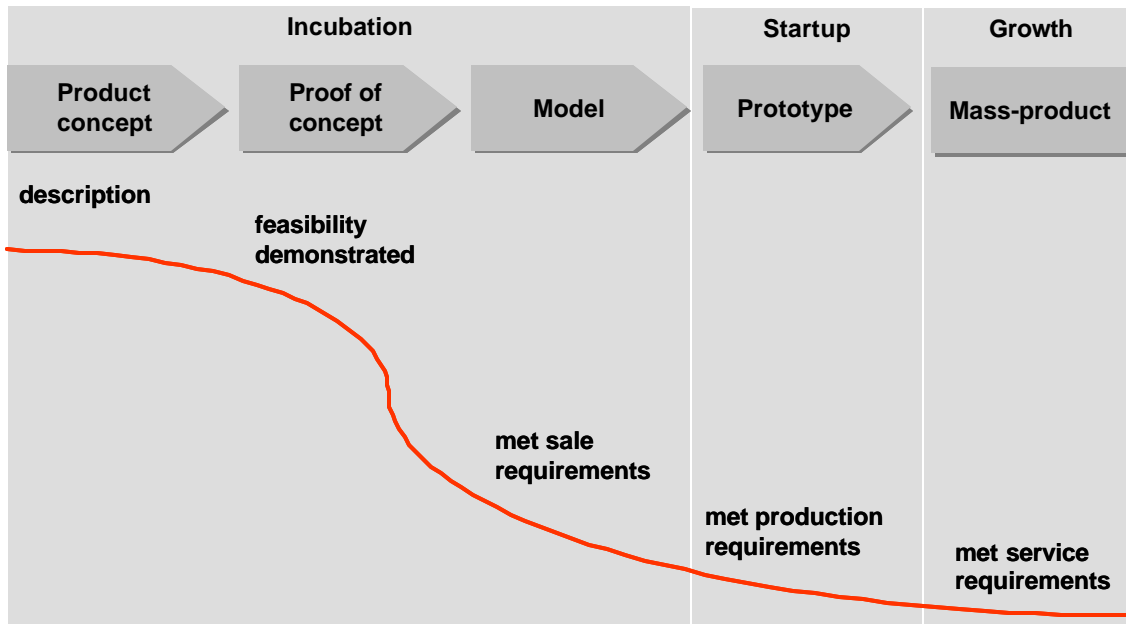 Incubation
Startup
Growth
Product
concept
Proof of
concept
Model
Prototype
Mass-product
description
feasibility
demonstrated
met sale
requirements
met production
requirements
met service
requirements